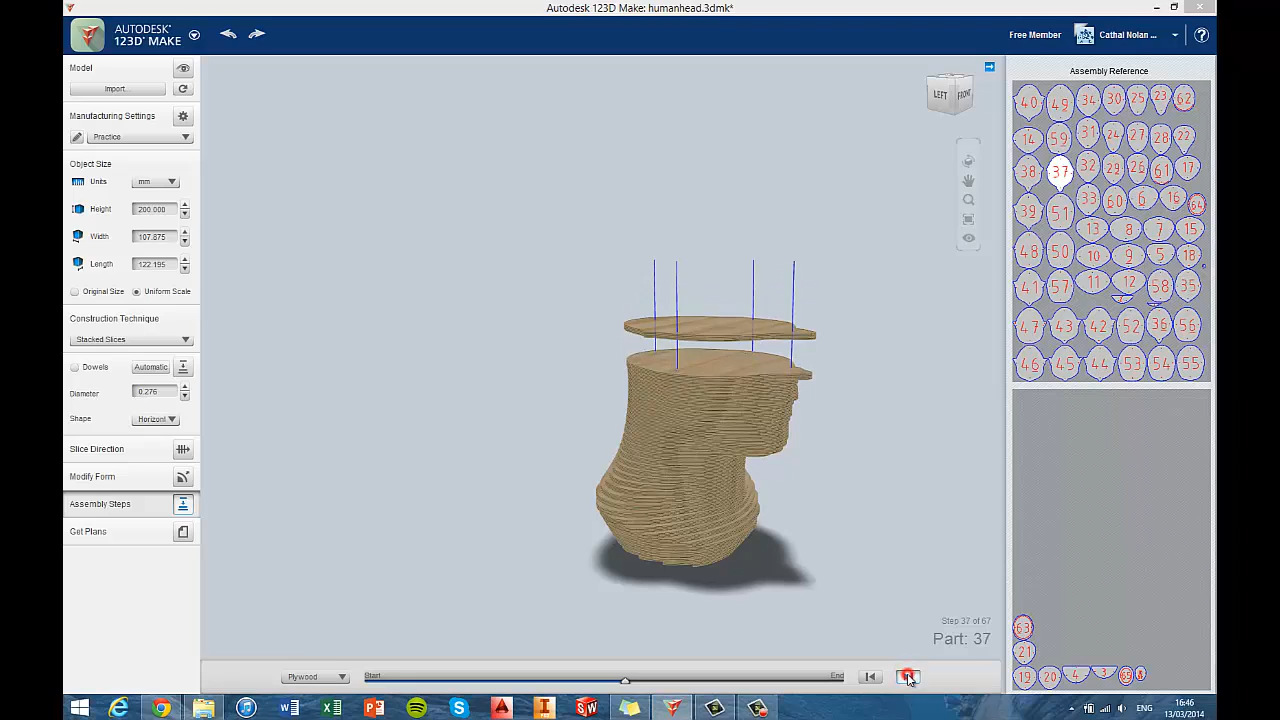 Autodesk 123D Make: humanhead.3dmk*
AUTODESK®
123D® MAKE
Free Member
Cathal Nolan ...
?
Model
Import...
Manufacturing Settings
Practice
Object Size
Units mm
Height 200.000
Width 107.875
Length 122.195
Original Size Uniform Scale
Construction Technique
Stacked Slices
Dowels Automatic
Diameter 0.276
Shape Horizont
Slice Direction
Modify Form
Assembly Steps
Get Plans
LEFT FRONT
Step 37 of 67
Part: 37
Plywood Start End
Assembly Reference
40 49 34 30 25 23 62
14 59 31 24 27 28 22
38 37 32 29 26 61 17
39 51 33 60 6 16 64
13 8 7 15
48 50 10 9 5 18
41 57 11 12 58 35
47 43 42 52 36 56
46 45 44 53 54 55
63
21
19 20 4 3 65
ENG
16:46
13/03/2014